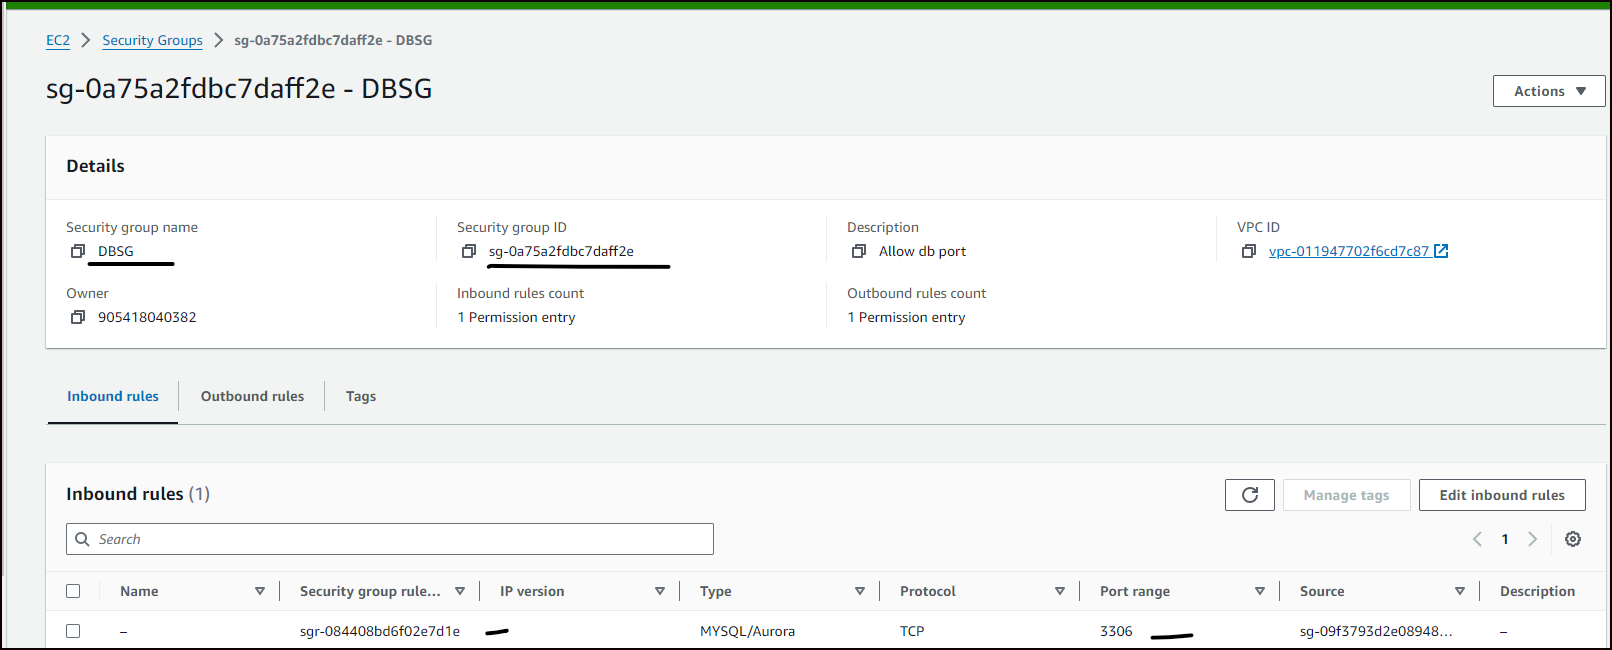 EC2 > Security Groups > sg-0a75a2fdbc7daff2e - DBSG
sg-0a75a2fdbc7daff2e - DBSG
Actions
Details
Security group name
DBSG
Security group ID
sg-0a75a2fdbc7daff2e
Description
Allow db port
VPC ID
vpc-011947702f6cd7c87
Owner
905418040382
Inbound rules count
1 Permission entry
Outbound rules count
1 Permission entry
Inbound rules Outbound rules Tags
Inbound rules (1)
Manage tags Edit inbound rules
Search
1
Name Security group rule... IP version Type Protocol Port range Source Description
– sgr-084408bd6f02e7d1e MYSQL/Aurora TCP 3306 sg-09f3793d2e08948... –